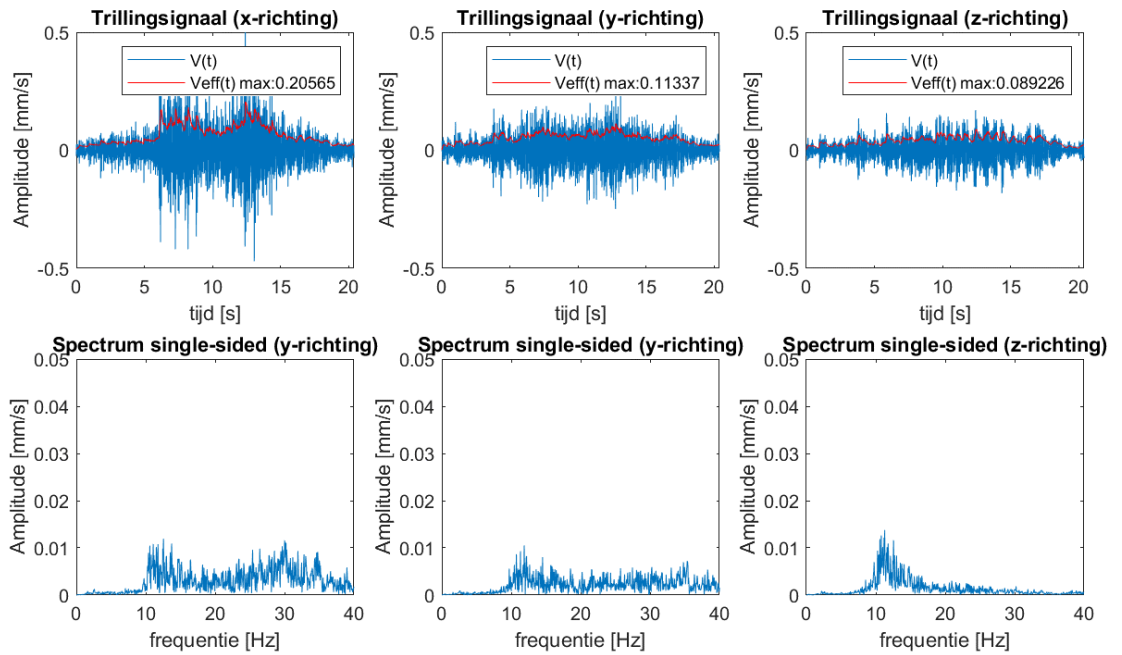 Trillingsignaal (x-richting)
0.5
V(t)
Veff(t) max:0.20565
0
-0.5
Amplitude [mm/s]
0 5 10 15 20
tijd [s]
Trillingsignaal (y-richting)
0.5
V(t)
Veff(t) max:0.11337
0
-0.5
Amplitude [mm/s]
0 5 10 15 20
tijd [s]
Trillingsignaal (z-richting)
0.5
V(t)
Veff(t) max:0.089226
0
-0.5
Amplitude [mm/s]
0 5 10 15 20
tijd [s]
Spectrum single-sided (y-richting)
0.05
0.04
0.03
0.02
0.01
0
Amplitude [mm/s]
0 10 20 30 40
frequentie [Hz]
Spectrum single-sided (y-richting)
0.05
0.04
0.03
0.02
0.01
0
Amplitude [mm/s]
0 10 20 30 40
frequentie [Hz]
Spectrum single-sided (z-richting)
0.05
0.04
0.03
0.02
0.01
0
Amplitude [mm/s]
0 10 20 30 40
frequentie [Hz]